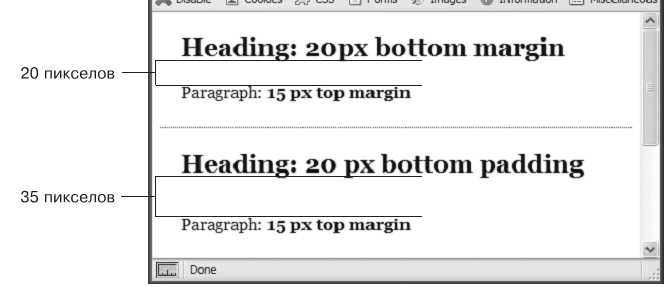 Disable Cookies CSS Forms Images Information Miscellaneous
Heading: 20px bottom margin
20 пикселов
Paragraph: 15 px top margin
Heading: 20 px bottom padding
35 пикселов
Paragraph: 15 px top margin
Done